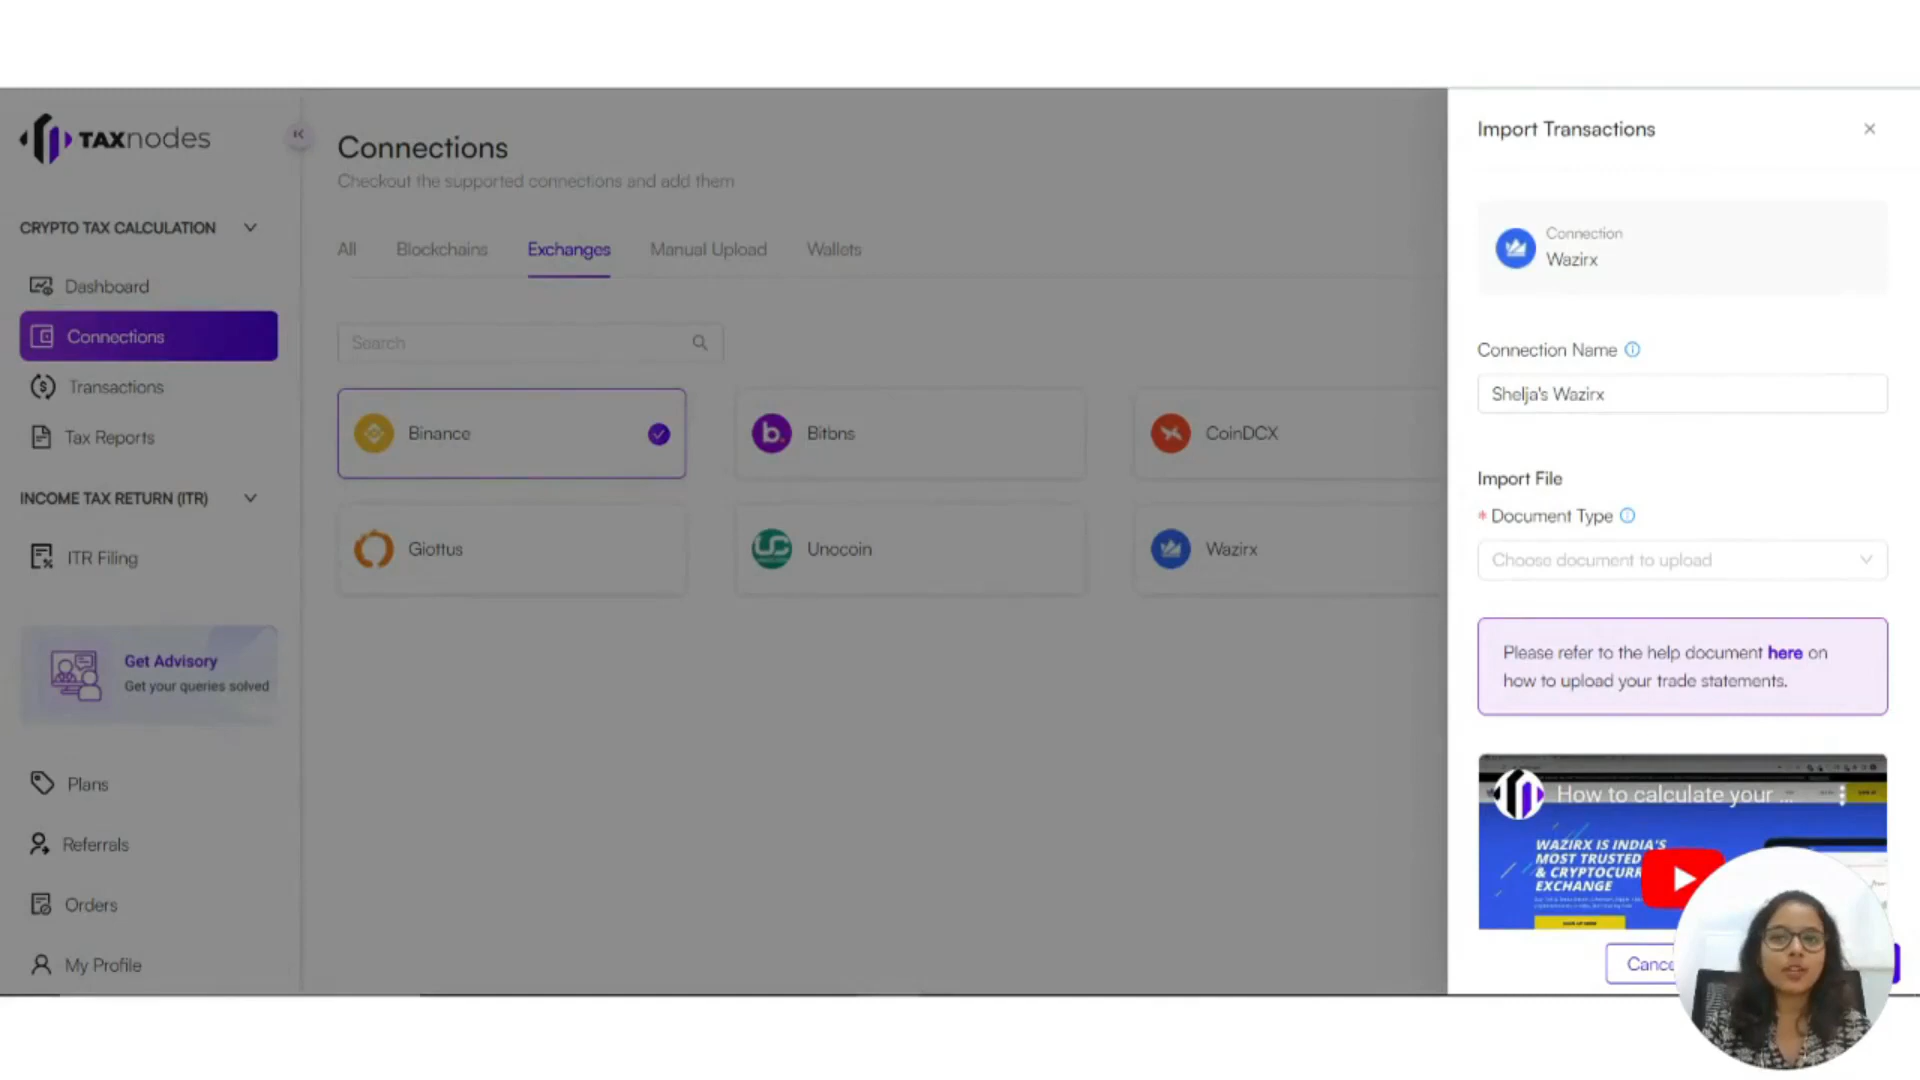 TAXnodes
CRYPTO TAX CALCULATION
Dashboard
Connections
Transactions
Tax Reports
INCOME TAX RETURN (ITR)
ITR Filing
Get Advisory
Get your queries solved
Plans
Referrals
Orders
My Profile
Connections
Checkout the supported connections and add them
All
Blockchains
Exchanges
Manual Upload
Wallets
Search
Binance
Bitbns
CoinDCX
Giottus
Unocoin
Wazirx
Import Transactions
Connection
Wazirx
Connection Name
Shelja's Wazirx
Import File
* Document Type
Choose document to upload
Please refer to the help document here on
how to upload your trade statements.
How to calculate your ...
WAZIRX IS INDIA'S
MOST TRUSTED
& CRYPTOCURR
EXCHANGE
Cance